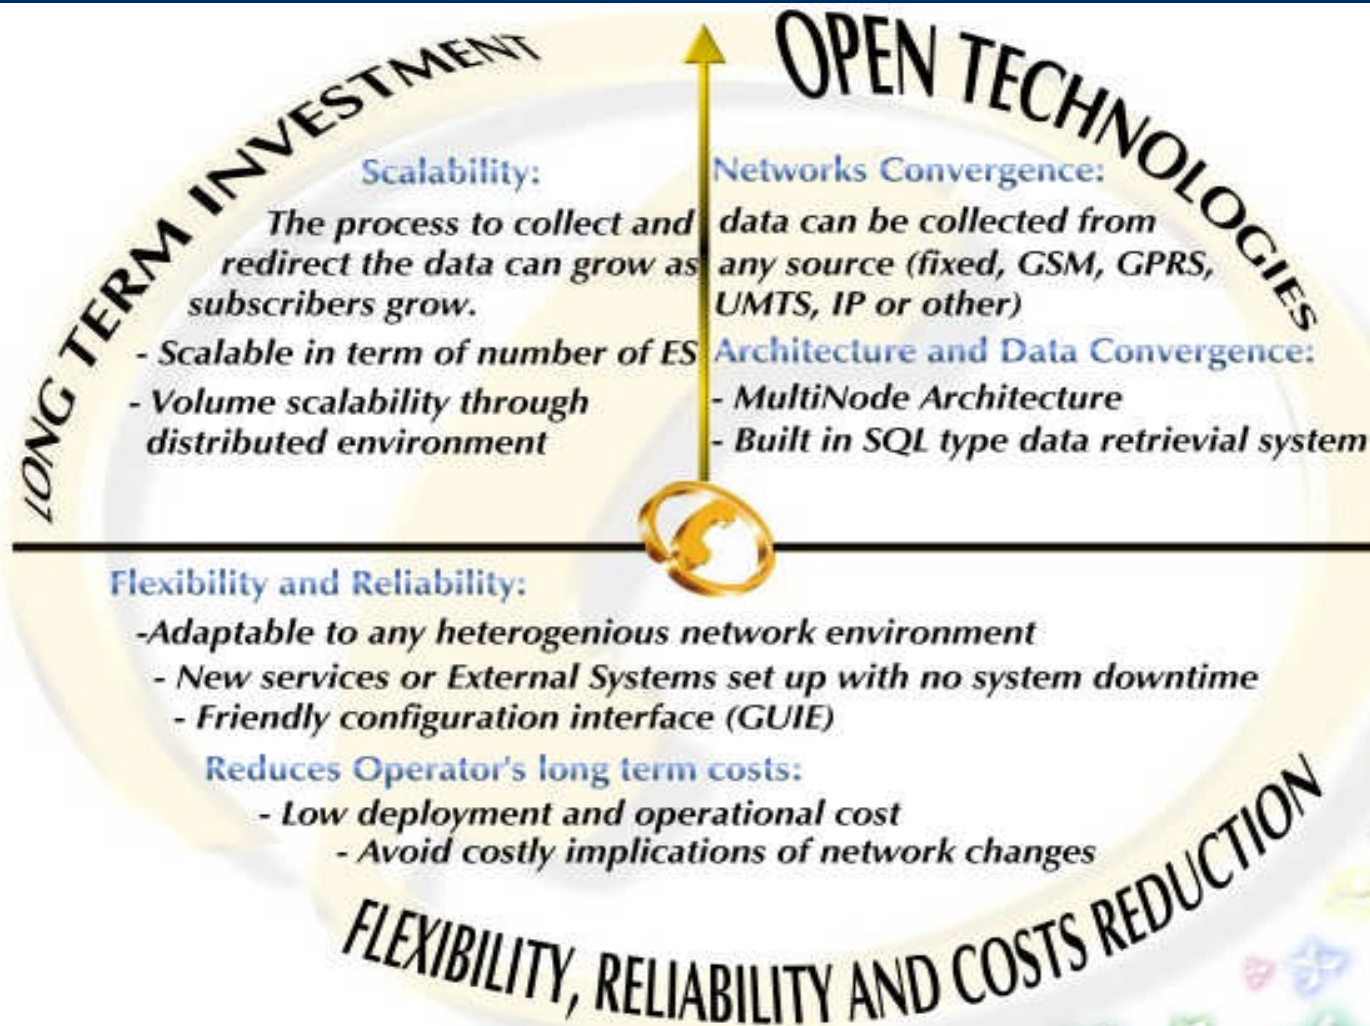 LONG TERM INVESTMENT
Scalability:
The process to collect and
redirect the data can grow as
subscribers grow.
- Scalable in term of number of ES
- Volume scalability through
distributed environment
OPEN TECHNOLOGIES
Networks Convergence:
data can be collected from
any source (fixed, GSM, GPRS,
UMTS, IP or other)
Architecture and Data Convergence:
- MultiNode Architecture
- Built in SQL type data retrievial system
Flexibility and Reliability:
-Adaptable to any heterogenious network environment
- New services or External Systems set up with no system downtime
- Friendly configuration interface (GUIE)
Reduces Operator's long term costs:
- Low deployment and operational cost
- Avoid costly implications of network changes
FLEXIBILITY, RELIABILITY AND COSTS REDUCTION